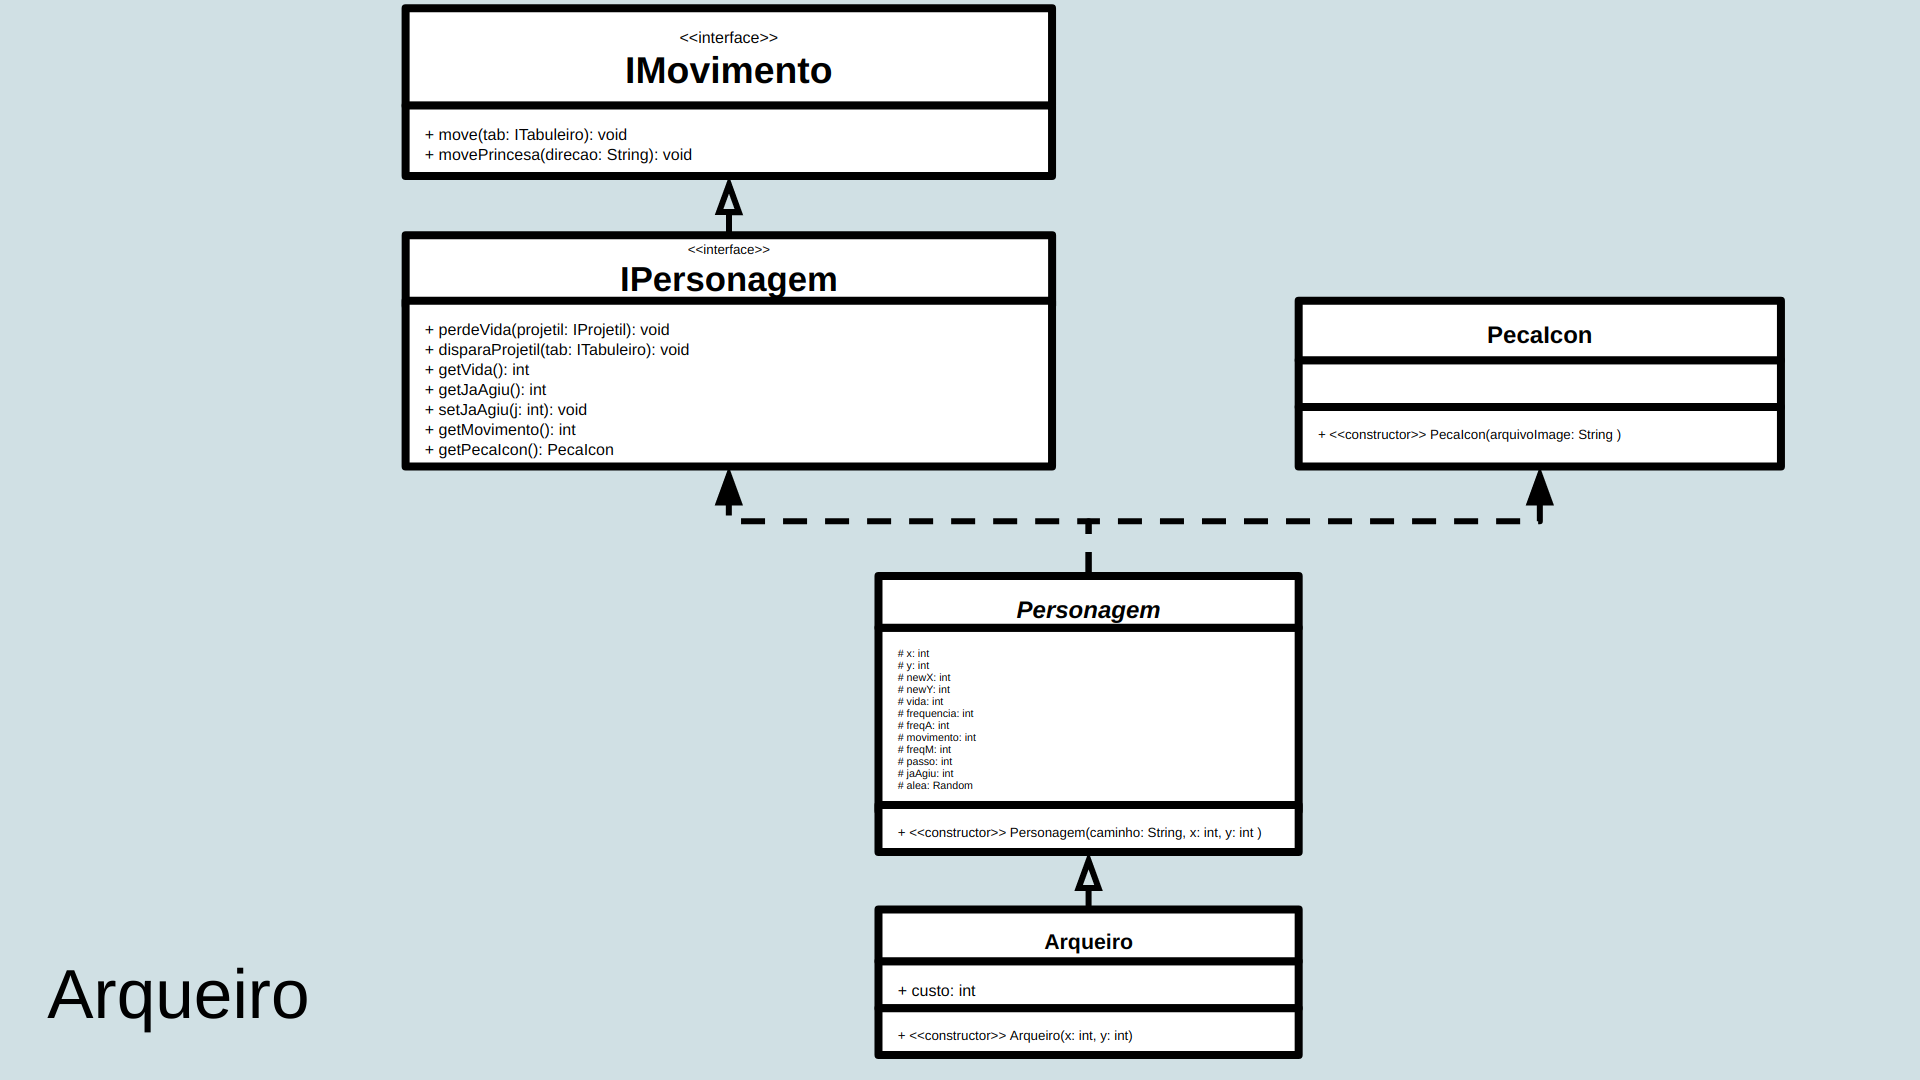 <<interface>>
IMovimento
+ move(tab: ITabuleiro): void
+ movePrincesa(direcao: String): void
<<interface>>
IPersonagem
+ perdeVida(projetil: IProjetil): void
+ disparaProjetil(tab: ITabuleiro): void
+ getVida(): int
+ getJaAgiu(): int
+ setJaAgiu(j: int): void
+ getMovimento(): int
+ getPecaIcon(): PecaIcon
PecaIcon
+ <<constructor>> PecaIcon(arquivoImage: String )
Personagem
# x: int
# y: int
# newX: int
# newY: int
# vida: int
# frequencia: int
# freqA: int
# movimento: int
# freqM: int
# passo: int
# jaAgiu: int
# alea: Random
+ <<constructor>> Personagem(caminho: String, x: int, y: int )
Arqueiro
+ custo: int
+ <<constructor>> Arqueiro(x: int, y: int)
Arqueiro